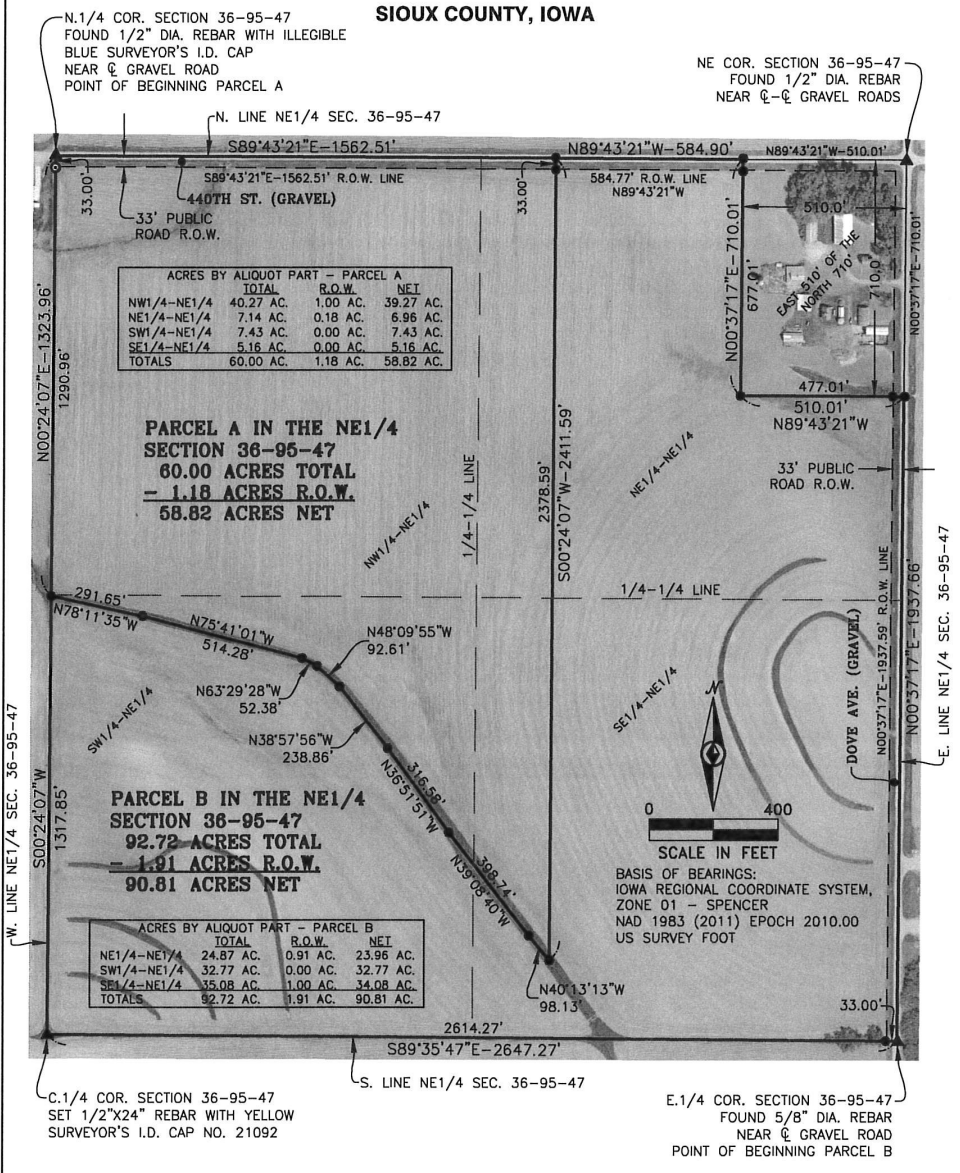 SIOUX COUNTY, IOWA
N.1/4 COR. SECTION 36-95-47
FOUND 1/2" DIA. REBAR WITH ILLEGIBLE
BLUE SURVEYOR'S I.D. CAP
NEAR ℄ GRAVEL ROAD
POINT OF BEGINNING PARCEL A
NE COR. SECTION 36-95-47
FOUND 1/2" DIA. REBAR
NEAR ℄-℄ GRAVEL ROADS
N. LINE NE1/4 SEC. 36-95-47
S89°43'21"E-1562.51'
N89°43'21"W-584.90'
N89°43'21"W-510.01'
S89°43'21"E-1562.51' R.O.W. LINE
584.77' R.O.W. LINE
N89°43'21"W
33.00'
33.00'
440TH ST. (GRAVEL)
33' PUBLIC
ROAD R.O.W.
510.0'
EAST 510' OF THE
NORTH 710'
710.0'
N00°37'17"E-710.01'
677.01'
N00°37'17"E-710.01'
477.01'
510.01'
N89°43'21"W
ACRES BY ALIQUOT PART - PARCEL A
TOTAL R.O.W. NET
NW1/4-NE1/4 40.27 AC. 1.00 AC. 39.27 AC.
NE1/4-NE1/4 7.14 AC. 0.18 AC. 6.96 AC.
SW1/4-NE1/4 7.43 AC. 0.00 AC. 7.43 AC.
SE1/4-NE1/4 5.16 AC. 0.00 AC. 5.16 AC.
TOTALS 60.00 AC. 1.18 AC. 58.82 AC.
N00°24'07"E-1323.96'
1290.96'
PARCEL A IN THE NE1/4
SECTION 36-95-47
60.00 ACRES TOTAL
- 1.18 ACRES R.O.W.
58.82 ACRES NET
NW1/4-NE1/4
1/4-1/4 LINE
2378.59'
S00°24'07"W-2411.59'
NE1/4-NE1/4
33' PUBLIC
ROAD R.O.W.
1/4-1/4 LINE
291.65'
N78°11'35"W
N75°41'01"W
514.28'
N48°09'55"W
92.61'
N63°29'28"W
52.38'
N38°57'56"W
238.86'
316.58'
N36°51'51"W
398.74'
N39°08'40"W
N40°13'13"W
98.13'
SW1/4-NE1/4
SE1/4-NE1/4
DOVE AVE. (GRAVEL)
N00°37'17"E-1937.59' R.O.W. LINE
N00°37'17"E-1937.66'
E. LINE NE1/4 SEC. 36-95-47
W. LINE NE1/4 SEC. 36-95-47
S00°24'07"W
1317.85'
PARCEL B IN THE NE1/4
SECTION 36-95-47
92.72 ACRES TOTAL
- 1.91 ACRES R.O.W.
90.81 ACRES NET
N
0 400
SCALE IN FEET
BASIS OF BEARINGS:
IOWA REGIONAL COORDINATE SYSTEM,
ZONE 01 - SPENCER
NAD 1983 (2011) EPOCH 2010.00
US SURVEY FOOT
ACRES BY ALIQUOT PART - PARCEL B
TOTAL R.O.W. NET
NE1/4-NE1/4 24.87 AC. 0.91 AC. 23.96 AC.
SW1/4-NE1/4 32.77 AC. 0.00 AC. 32.77 AC.
SE1/4-NE1/4 35.08 AC. 1.00 AC. 34.08 AC.
TOTALS 92.72 AC. 1.91 AC. 90.81 AC.
33.00'
2614.27'
S89°35'47"E-2647.27'
S. LINE NE1/4 SEC. 36-95-47
C.1/4 COR. SECTION 36-95-47
SET 1/2"X24" REBAR WITH YELLOW
SURVEYOR'S I.D. CAP NO. 21092
E.1/4 COR. SECTION 36-95-47
FOUND 5/8" DIA. REBAR
NEAR ℄ GRAVEL ROAD
POINT OF BEGINNING PARCEL B